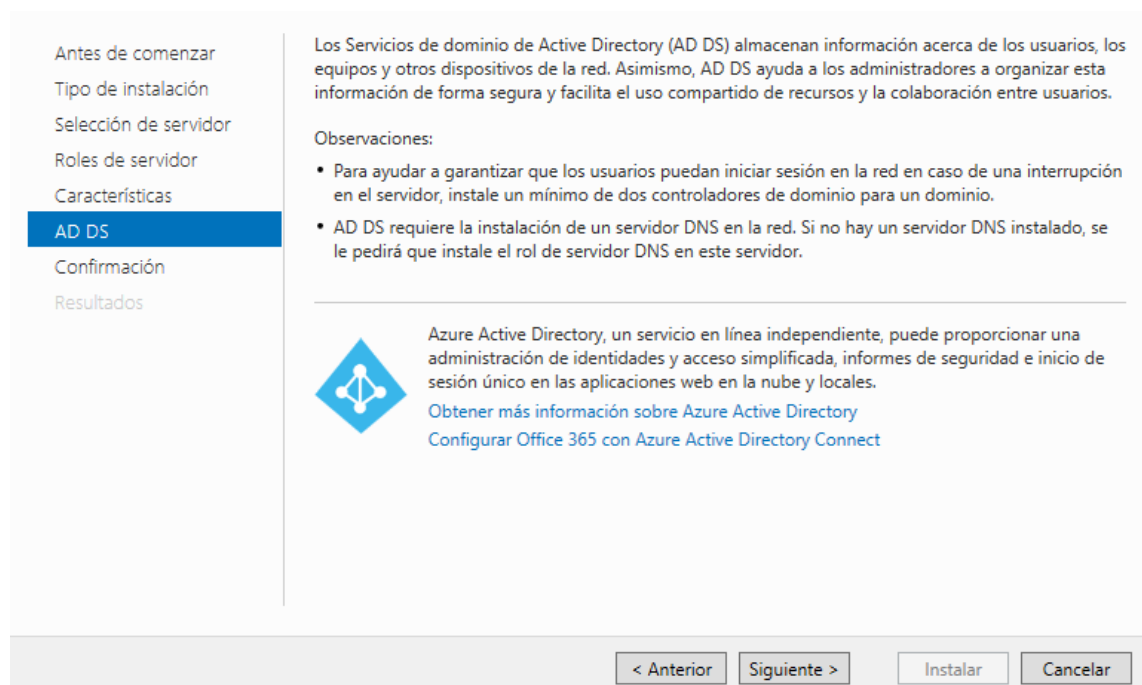 Antes de comenzar
Tipo de instalación
Selección de servidor
Roles de servidor
Características
AD DS
Confirmación
Resultados
Los Servicios de dominio de Active Directory (AD DS) almacenan información acerca de los usuarios, los
equipos y otros dispositivos de la red. Asimismo, AD DS ayuda a los administradores a organizar esta
información de forma segura y facilita el uso compartido de recursos y la colaboración entre usuarios.
Observaciones:
• Para ayudar a garantizar que los usuarios puedan iniciar sesión en la red en caso de una interrupción
en el servidor, instale un mínimo de dos controladores de dominio para un dominio.
• AD DS requiere la instalación de un servidor DNS en la red. Si no hay un servidor DNS instalado, se
le pedirá que instale el rol de servidor DNS en este servidor.
Azure Active Directory, un servicio en línea independiente, puede proporcionar una
administración de identidades y acceso simplificada, informes de seguridad e inicio de
sesión único en las aplicaciones web en la nube y locales.
Obtener más información sobre Azure Active Directory
Configurar Office 365 con Azure Active Directory Connect
< Anterior Siguiente > Instalar Cancelar